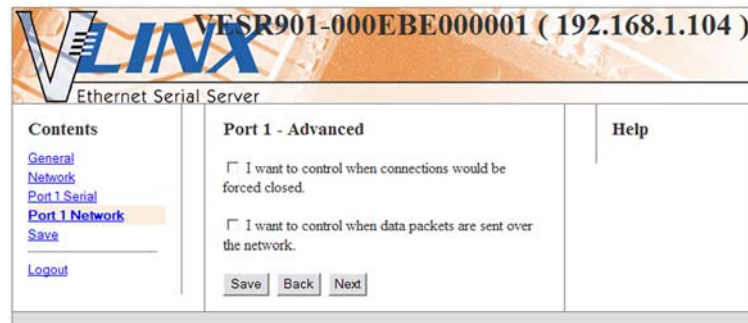 VESR901-000EBE000001 ( 192.168.1.104 )
VLINX
Ethernet Serial Server
Contents
General
Network
Port 1 Serial
Port 1 Network
Save
Logout
Port 1 - Advanced
I want to control when connections would be
forced closed.
I want to control when data packets are sent over
the network.
Save Back Next
Help